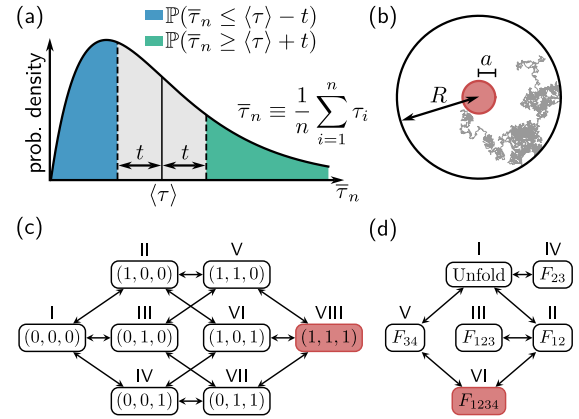 (a)
ℙ(τ̅ₙ ≤ ⟨τ⟩ − t)
ℙ(τ̅ₙ ≥ ⟨τ⟩ + t)
prob. density
τ̅ₙ ≡ 1/n ∑ᵢ₌₁ⁿ τᵢ
t t
⟨τ⟩
τ̅ₙ
(b)
a
R
(c)
II V
(1, 0, 0) (1, 1, 0)
I III VI VIII
(0, 0, 0) (0, 1, 0) (1, 0, 1) (1, 1, 1)
IV VII
(0, 0, 1) (0, 1, 1)
(d)
I IV
Unfold F₂₃
V III II
F₃₄ F₁₂₃ F₁₂
VI
F₁₂₃₄